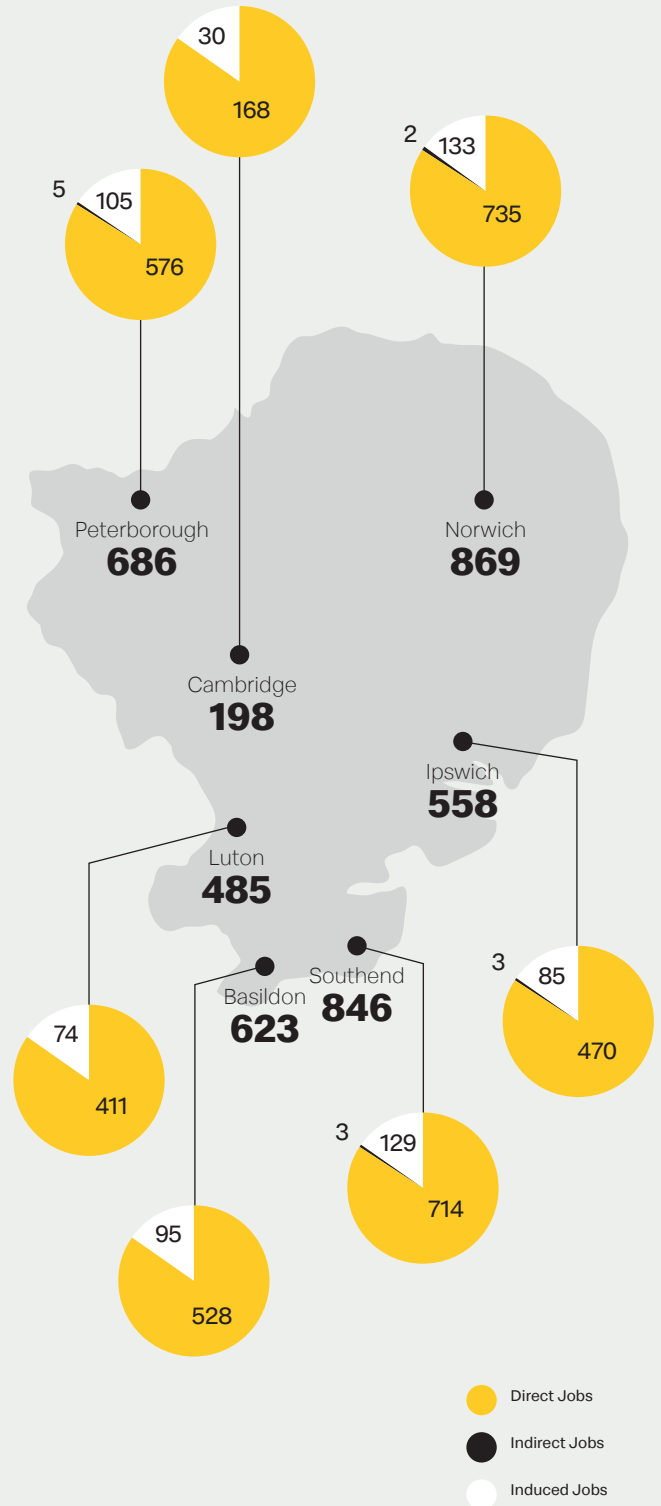 30
168
2
133
735
5
105
576
Peterborough
686
Norwich
869
Cambridge
198
Ipswich
558
Luton
485
Basildon
623
Southend
846
3
85
470
74
411
3
129
714
95
528
Direct Jobs
Indirect Jobs
Induced Jobs